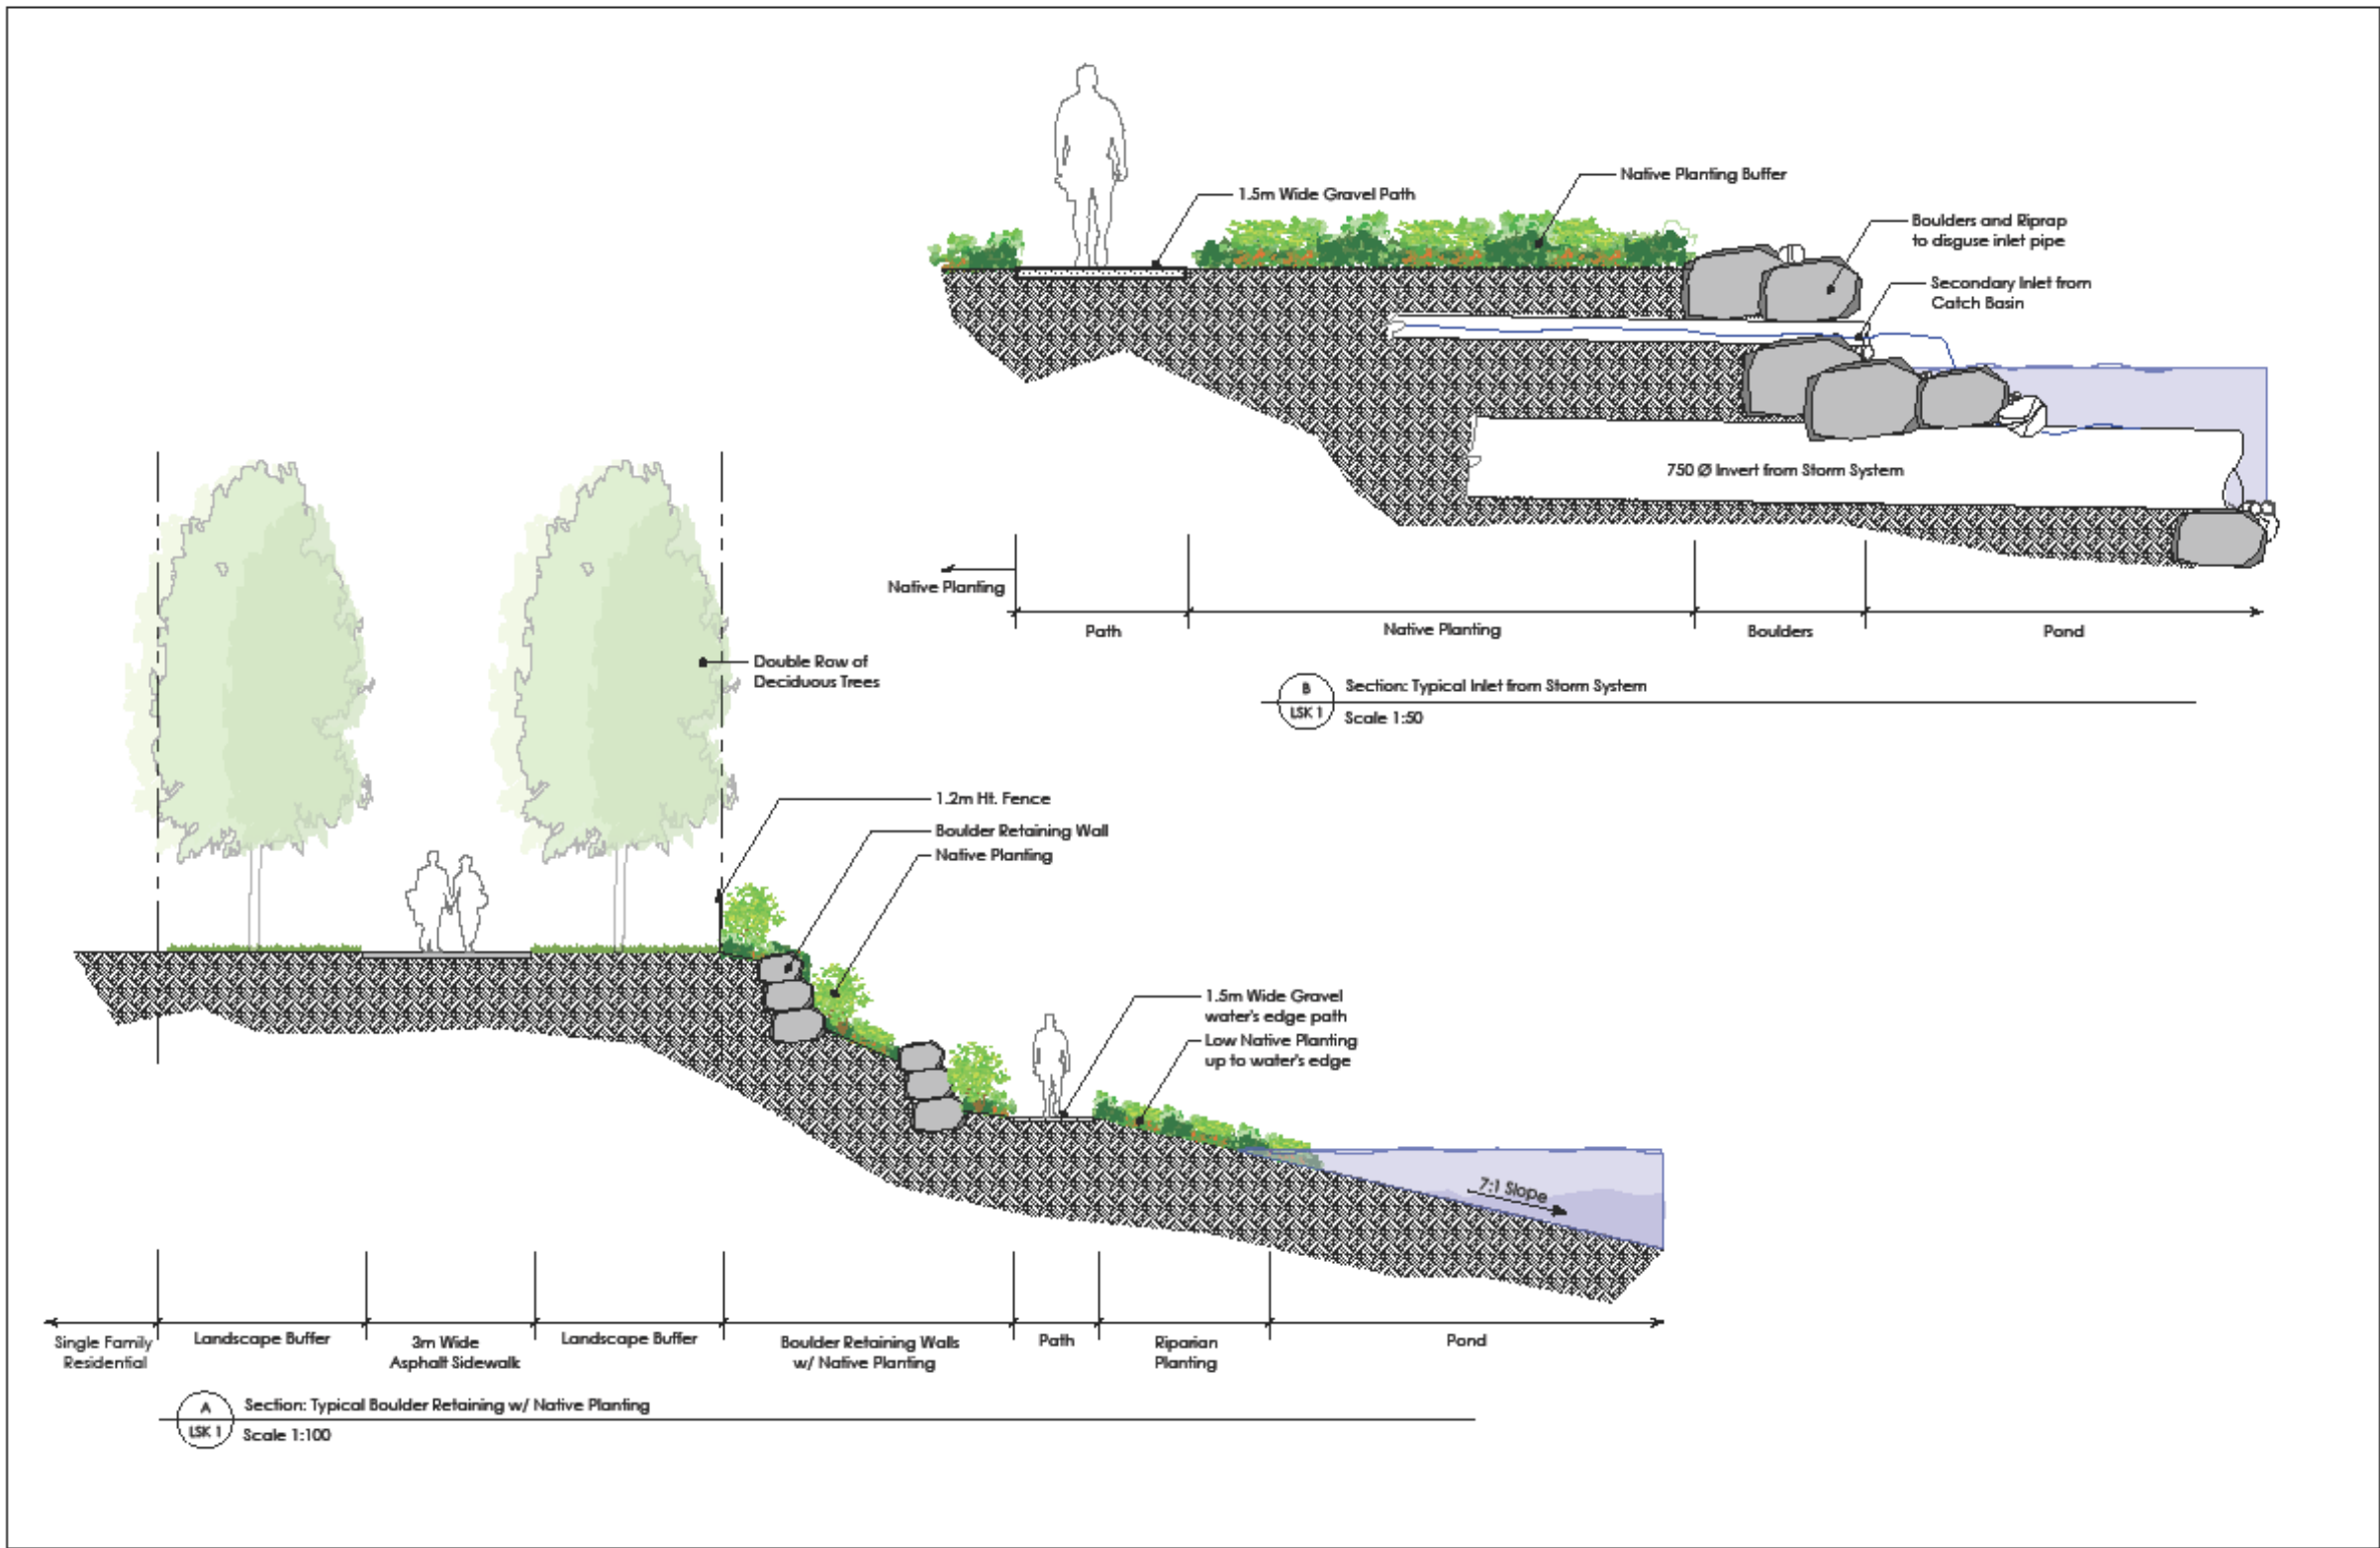 1.5m Wide Gravel Path
Native Planting Buffer
Boulders and Riprap
to disguse inlet pipe
Secondary Inlet from
Catch Basin
750 Ø Invert from Storm System
Native Planting
Path
Native Planting
Boulders
Pond
B
LSK 1
Section: Typical Inlet from Storm System
Scale 1:50
Double Row of
Deciduous Trees
1.2m Ht. Fence
Boulder Retaining Wall
Native Planting
1.5m Wide Gravel
water's edge path
Low Native Planting
up to water's edge
7:1 Slope
Single Family
Residential
Landscape Buffer
3m Wide
Asphalt Sidewalk
Landscape Buffer
Boulder Retaining Walls
w/ Native Planting
Path
Riparian
Planting
Pond
A
LSK 1
Section: Typical Boulder Retaining w/ Native Planting
Scale 1:100